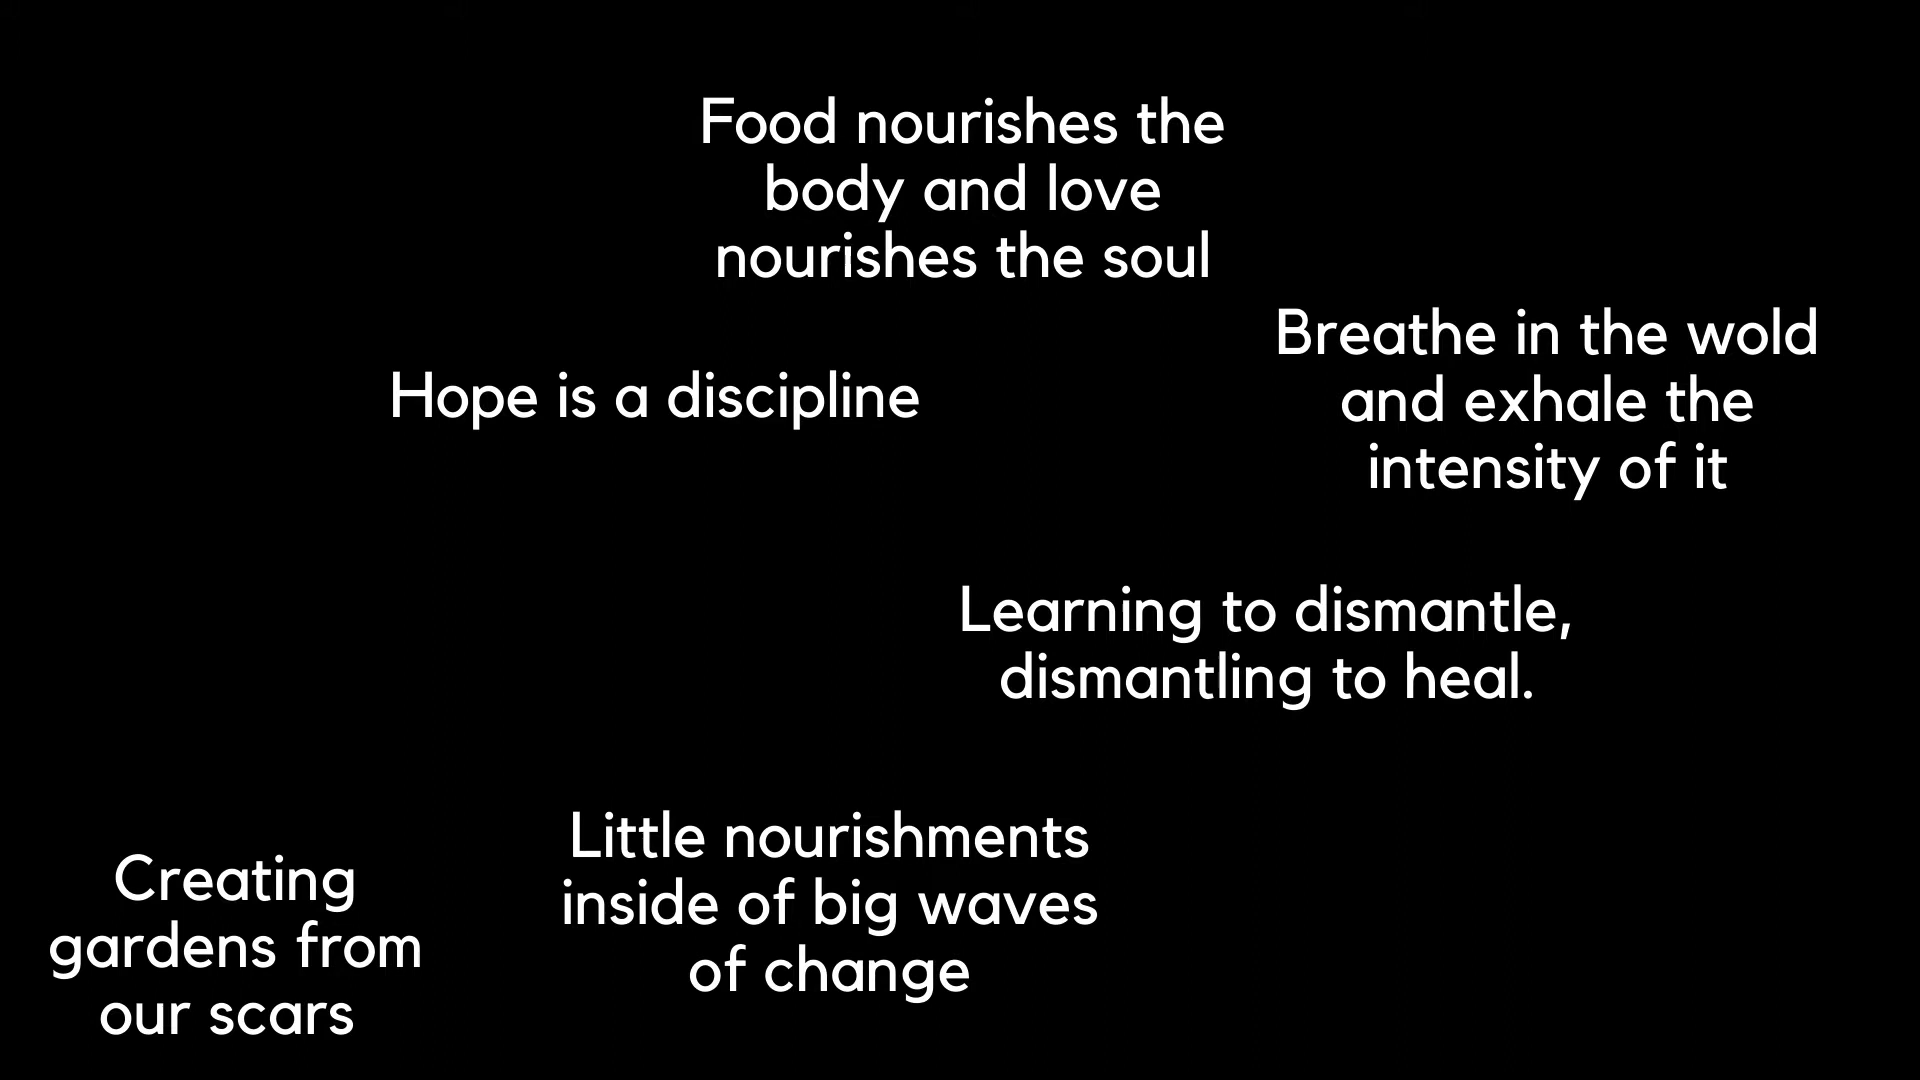 Food nourishes the
body and love
nourishes the soul
Hope is a discipline
Breathe in the wold
and exhale the
intensity of it
Learning to dismantle,
dismantling to heal.
Little nourishments
inside of big waves
of change
Creating
gardens from
our scars